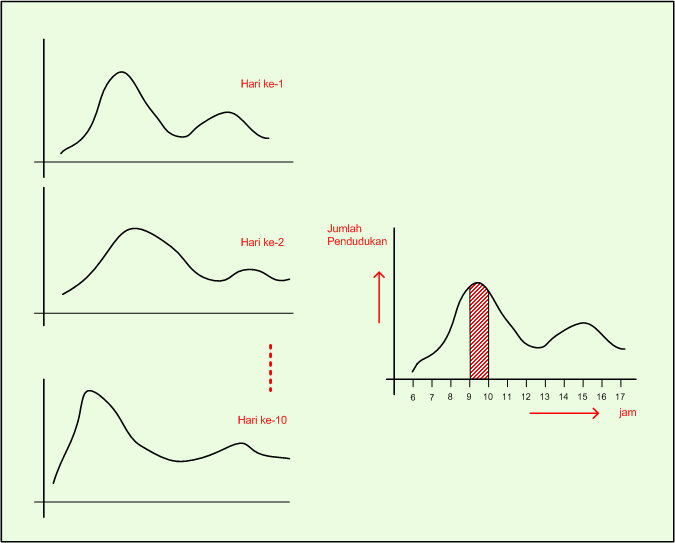 Hari ke-1
Hari ke-2
Hari ke-10
Jumlah
Pendudukan
6 7 8 9 10 11 12 13 14 15 16 17
jam